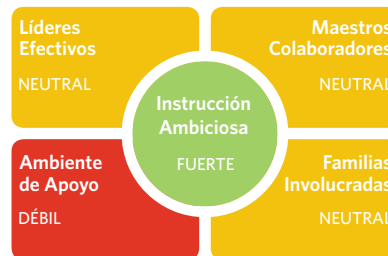 Líderes
Efectivos
NEUTRAL
Maestros
Colaboradores
NEUTRAL
Instrucción
Ambiciosa
FUERTE
Ambiente
de Apoyo
DÉBIL
Familias
Involucradas
NEUTRAL